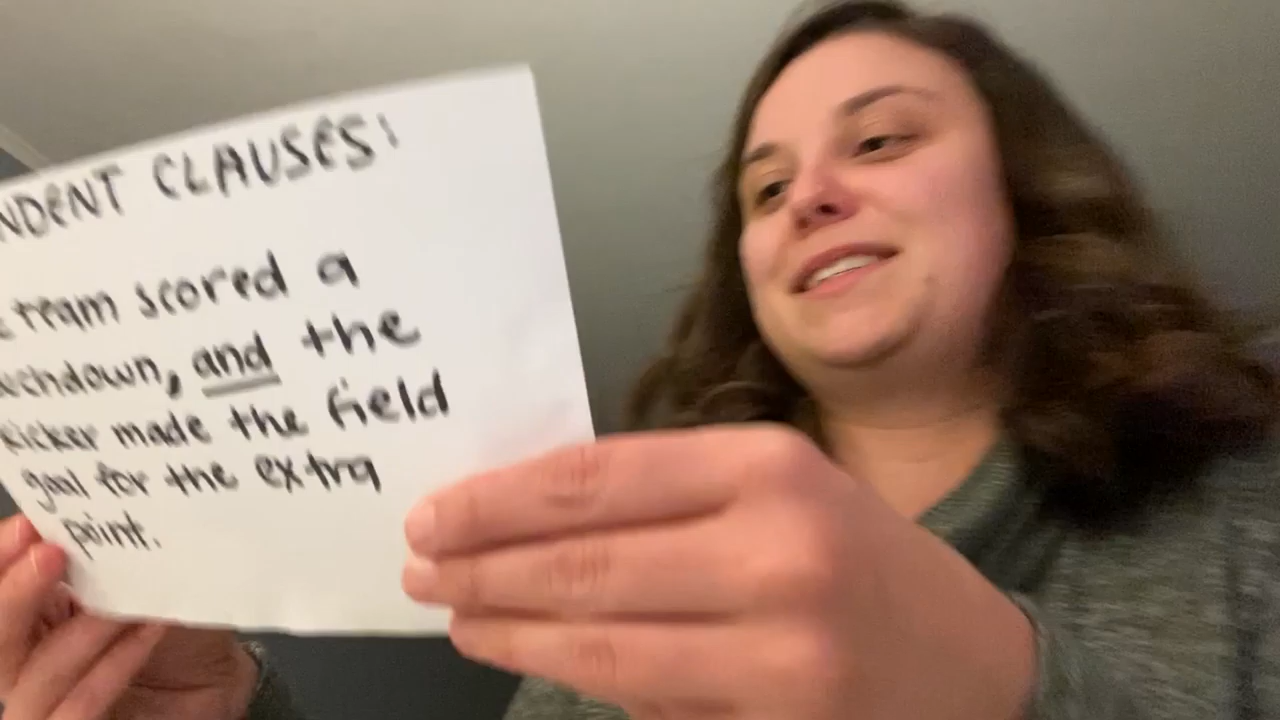 NDENT CLAUSES:
team scored a
chdown, and the
kicker made the field
goal for the extra
point.